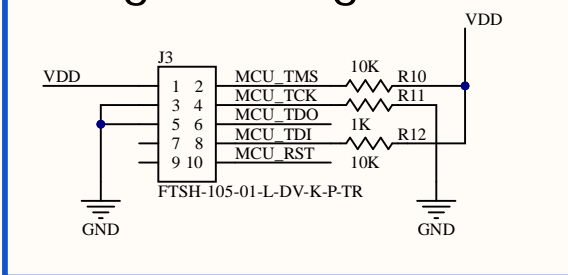 VDD
J3
10K
VDD
1 2
MCU_TMS
R10
3 4
MCU_TCK
R11
5 6
MCU_TDO
1K
7 8
MCU_TDI
R12
9 10
MCU_RST
10K
FTSH-105-01-L-DV-K-P-TR
GND
GND